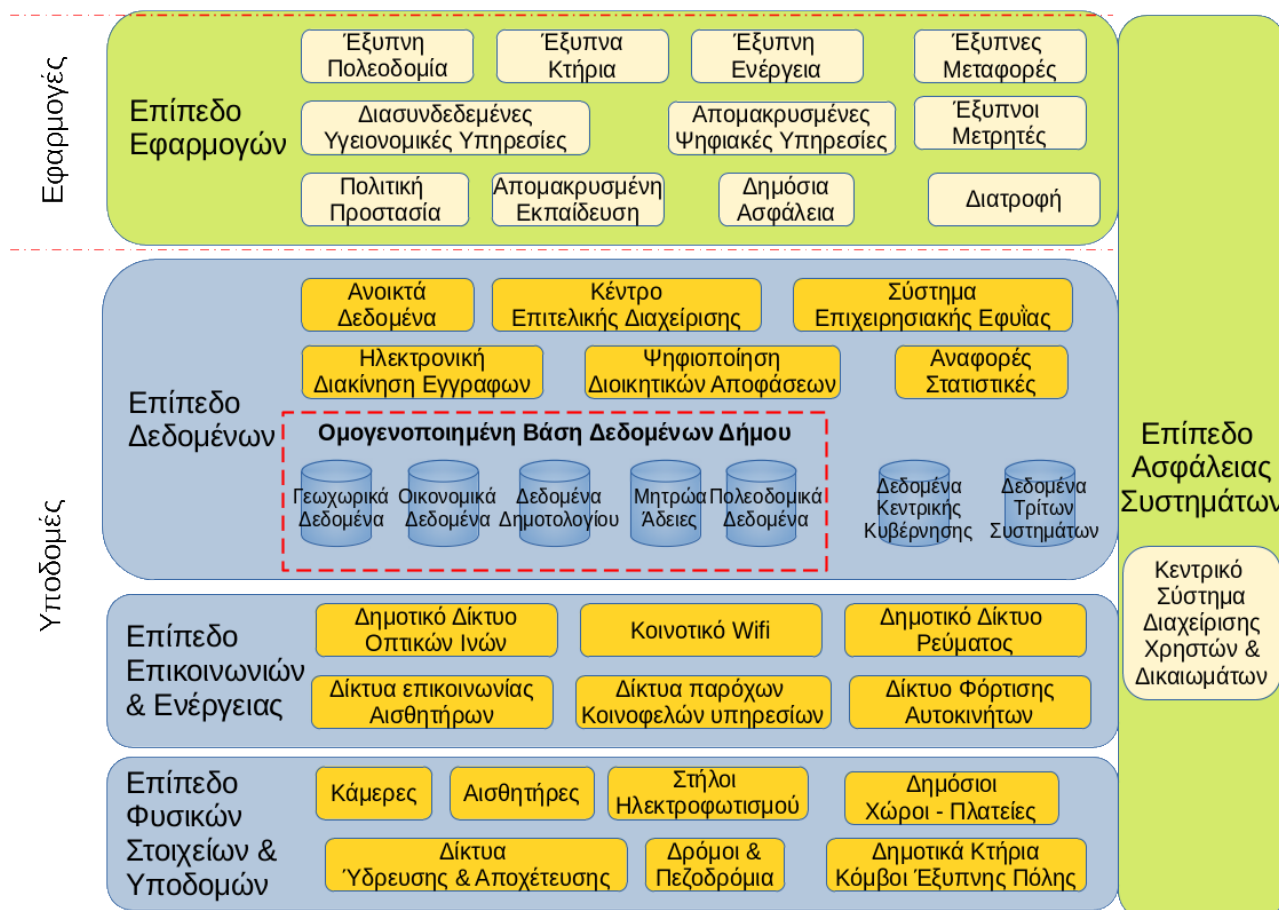 Εφαρμογές
Επίπεδο
Εφαρμογών
Έξυπνη
Πολεοδομία
Έξυπνα
Κτήρια
Έξυπνη
Ενέργεια
Έξυπνες
Μεταφορές
Διασυνδεδεμένες
Υγειονομικές Υπηρεσίες
Απομακρυσμένες
Ψηφιακές Υπηρεσίες
Έξυπνοι
Μετρητές
Πολιτική
Προστασία
Απομακρυσμένη
Εκπαίδευση
Δημόσια
Ασφάλεια
Διατροφή
Υποδομές
Επίπεδο
Δεδομένων
Ανοικτά
Δεδομένα
Κέντρο
Επιτελικής Διαχείρισης
Σύστημα
Επιχειρησιακής Εφυΐας
Ηλεκτρονική
Διακίνηση Εγγραφων
Ψηφιοποίηση
Διοικητικών Αποφάσεων
Αναφορές
Στατιστικές
Ομογενοποιημένη Βάση Δεδομένων Δήμου
Γεωχωρικά
Δεδομένα
Οικονομικά
Δεδομένα
Δεδομένα
Δημοτολογίου
Μητρώα
Άδειες
Πολεοδομικά
Δεδομένα
Δεδομένα
Κεντρικής
Κυβέρνησης
Δεδομένα
Τρίτων
Συστημάτων
Επίπεδο
Επικοινωνιών
& Ενέργειας
Δημοτικό Δίκτυο
Οπτικών Ινών
Κοινοτικό Wifi
Δημοτικό Δίκτυο
Ρεύματος
Δίκτυα επικοινωνίας
Αισθητήρων
Δίκτυα παρόχων
Κοινοφελών υπηρεσίων
Δίκτυο Φόρτισης
Αυτοκινήτων
Επίπεδο
Φυσικών
Στοιχείων &
Υποδομών
Κάμερες
Αισθητήρες
Στήλοι
Ηλεκτροφωτισμού
Δημόσιοι
Χώροι - Πλατείες
Δίκτυα
Ύδρευσης & Αποχέτευσης
Δρόμοι &
Πεζοδρόμια
Δημοτικά Κτήρια
Κόμβοι Έξυπνης Πόλης
Επίπεδο
Ασφάλειας
Συστημάτων
Κεντρικό
Σύστημα
Διαχείρισης
Χρηστών &
Δικαιωμάτων